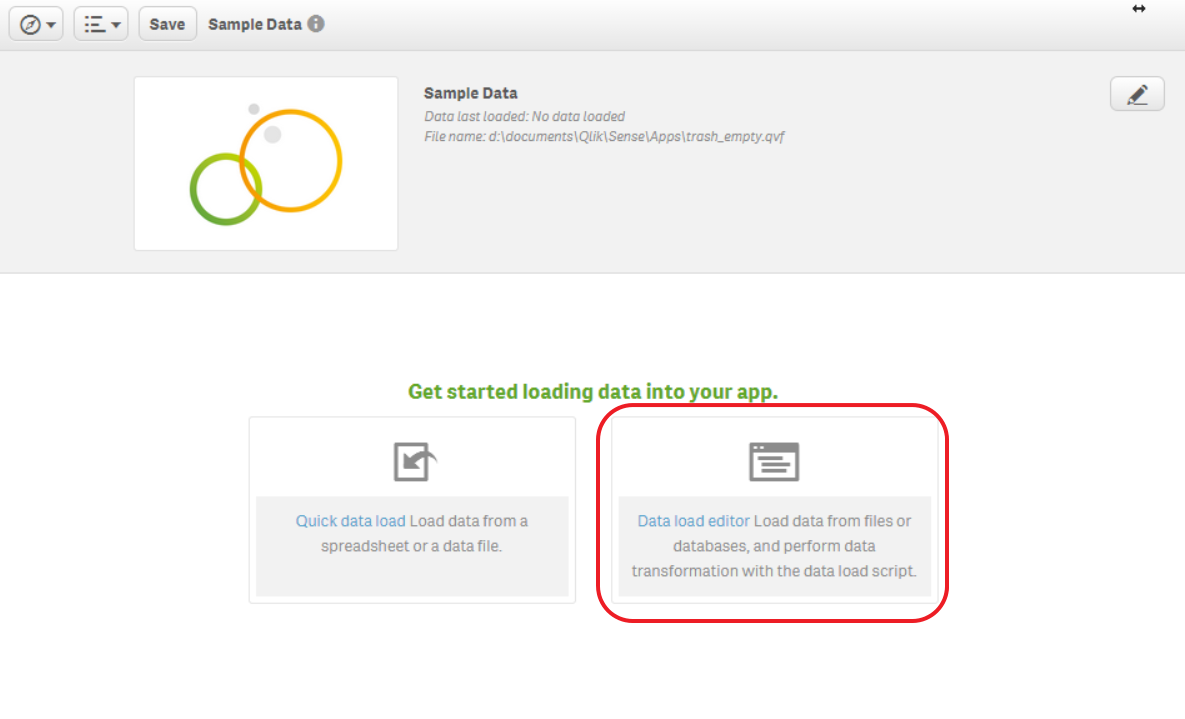 Save Sample Data
Sample Data
Data last loaded: No data loaded
File name: d:\documents\Qlik\Sense\Apps\trash_empty.qvf
Get started loading data into your app.
Quick data load Load data from a
spreadsheet or a data file.
Data load editor Load data from files or
databases, and perform data
transformation with the data load script.